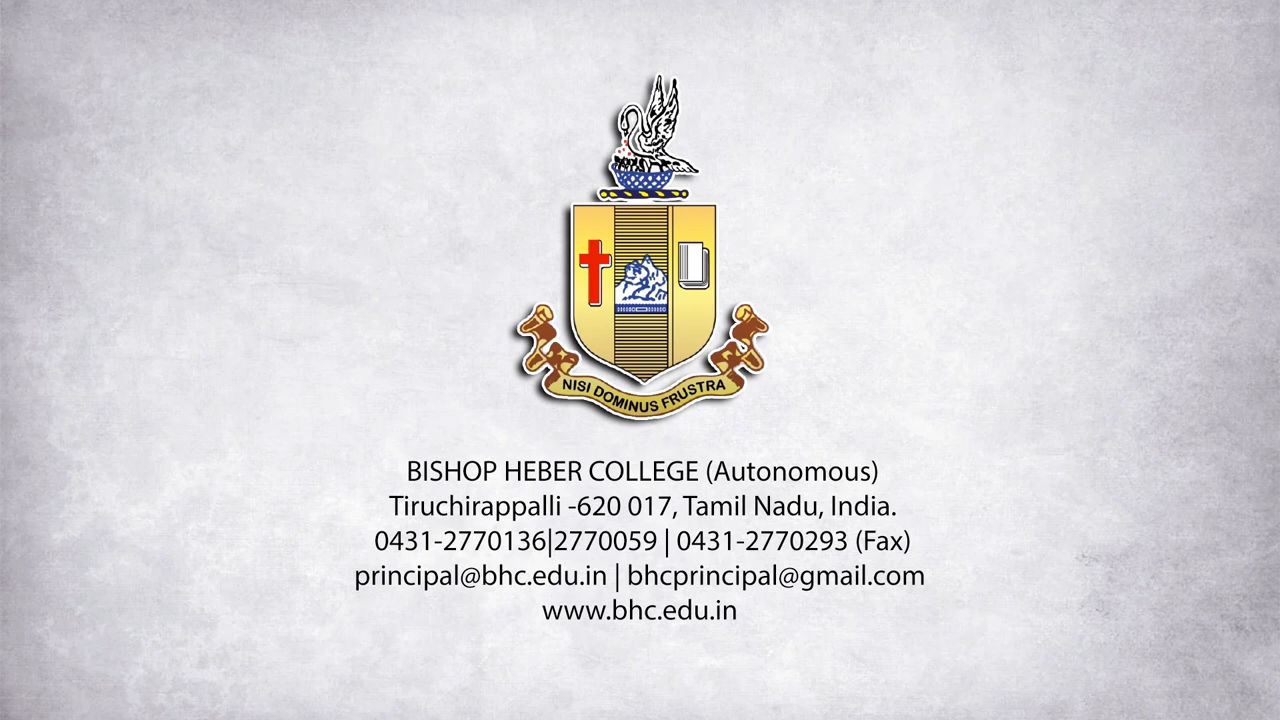 NISI DOMINUS FRUSTRA
BISHOP HEBER COLLEGE (Autonomous)
Tiruchirappalli -620 017, Tamil Nadu, India.
0431-2770136|2770059 | 0431-2770293 (Fax)
principal@bhc.edu.in | bhcprincipal@gmail.com
www.bhc.edu.in